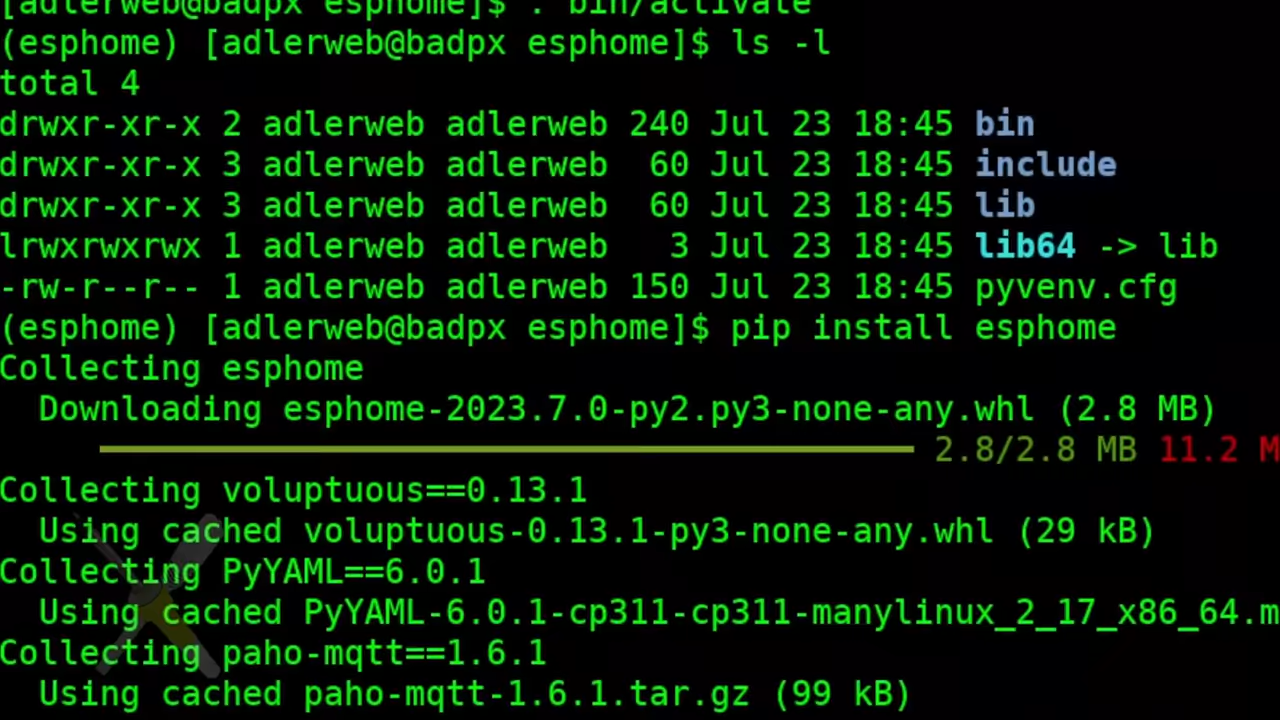 [adlerweb@badpx esphome]$ . bin/activate
(esphome) [adlerweb@badpx esphome]$ ls -l
total 4
drwxr-xr-x 2 adlerweb adlerweb 240 Jul 23 18:45 bin
drwxr-xr-x 3 adlerweb adlerweb  60 Jul 23 18:45 include
drwxr-xr-x 3 adlerweb adlerweb  60 Jul 23 18:45 lib
lrwxrwxrwx 1 adlerweb adlerweb   3 Jul 23 18:45 lib64 -> lib
-rw-r--r-- 1 adlerweb adlerweb 150 Jul 23 18:45 pyvenv.cfg
(esphome) [adlerweb@badpx esphome]$ pip install esphome
Collecting esphome
  Downloading esphome-2023.7.0-py2.py3-none-any.whl (2.8 MB)
2.8/2.8 MB 11.2 M
Collecting voluptuous==0.13.1
  Using cached voluptuous-0.13.1-py3-none-any.whl (29 kB)
Collecting PyYAML==6.0.1
  Using cached PyYAML-6.0.1-cp311-cp311-manylinux_2_17_x86_64.m
Collecting paho-mqtt==1.6.1
  Using cached paho-mqtt-1.6.1.tar.gz (99 kB)